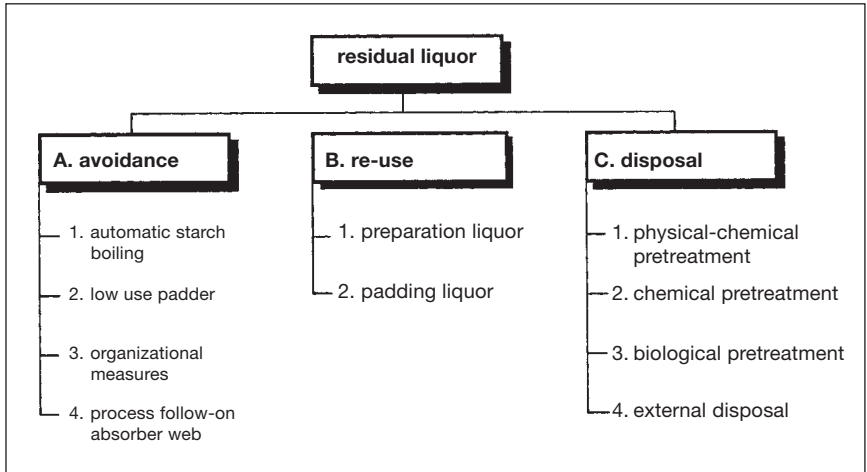 residual liquor
A. avoidance
1. automatic starch
boiling
2. low use padder
3. organizational
measures
4. process follow-on
absorber web
B. re-use
1. preparation liquor
2. padding liquor
C. disposal
1. physical-chemical
pretreatment
2. chemical pretreatment
3. biological pretreatment
4. external disposal